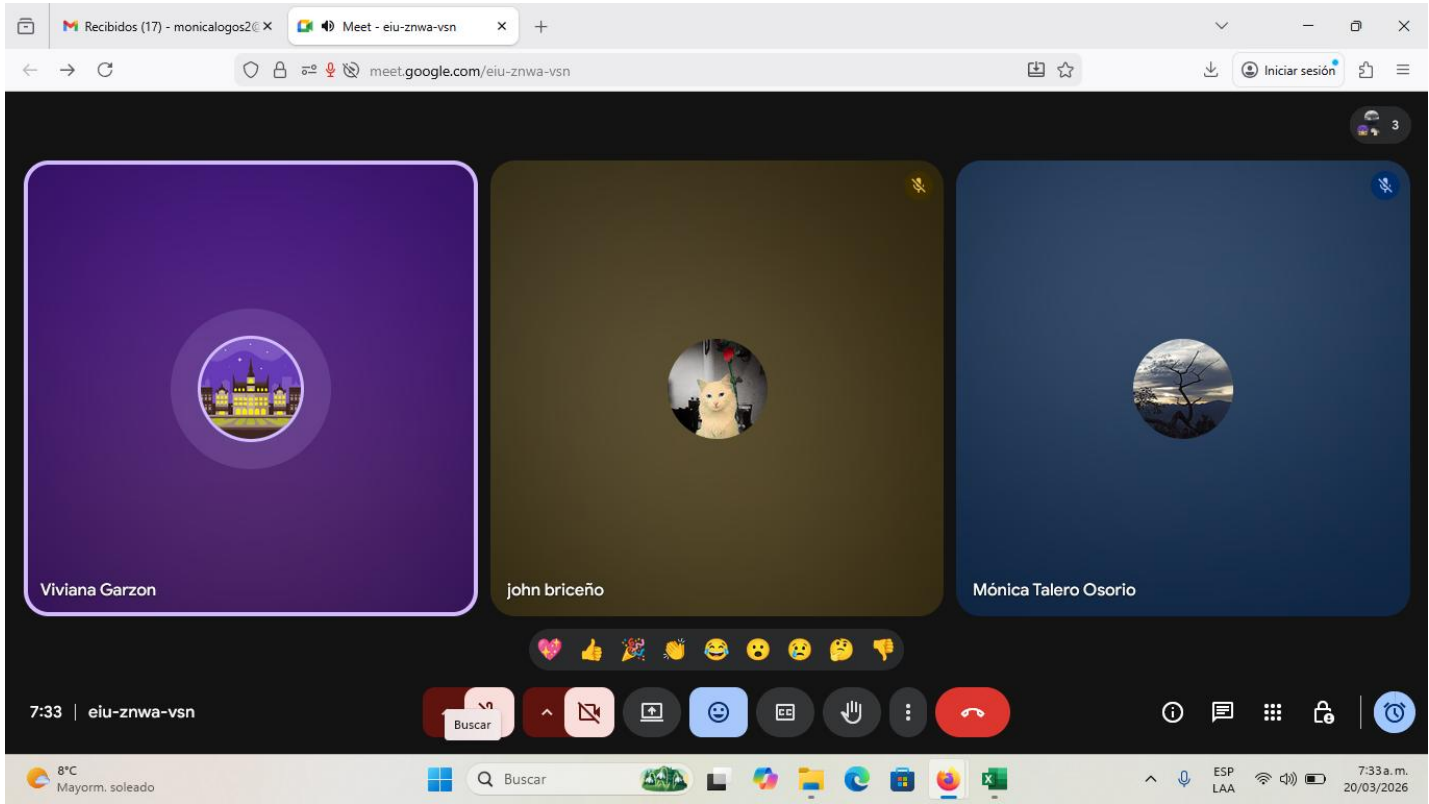 Recibidos (17) - monicalogos2@
Meet - eiu-znwa-vsn
meet.google.com/eiu-znwa-vsn
Iniciar sesión
3
Viviana Garzon
john briceño
Mónica Talero Osorio
7:33 | eiu-znwa-vsn
CC
Buscar
8°C
Mayorm. soleado
Buscar
ESP
LAA
7:33 a. m.
20/03/2026